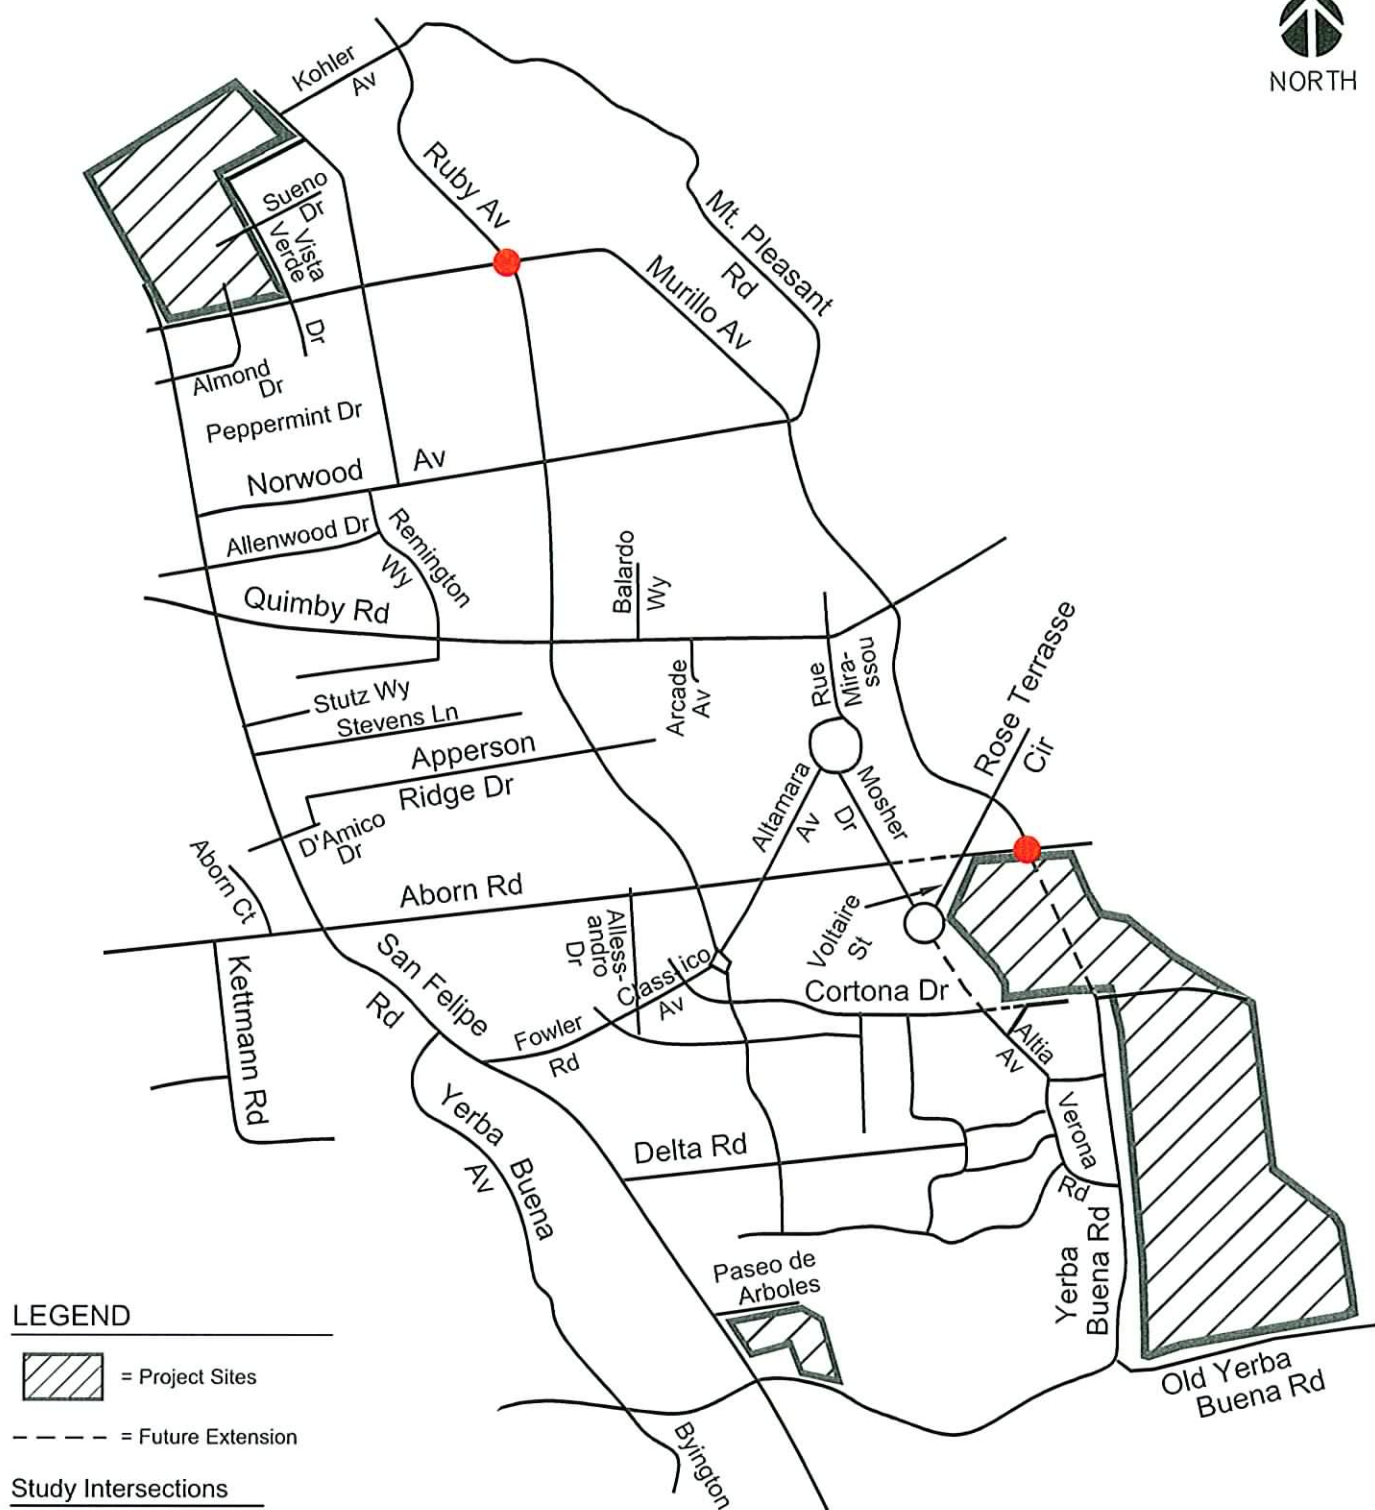 NORTH
Kohler
Av
Ruby Av
Mt. Pleasant
Rd
Murillo Av
Sueno
Dr
Vista
Verde
Dr
Almond
Dr
Peppermint Dr
Norwood
Av
Allenwood Dr
Remington
Wy
Quimby Rd
Balardo
Wy
Stutz Wy
Stevens Ln
Apperson
Ridge Dr
D'Amico
Dr
Arcade
Av
Rue
Mira-
ssou
Rose Terrasse
Cir
Altamara
Av
Mosher
Dr
Aborn Ct
Aborn Rd
Kettmann Rd
San Felipe
Rd
Alless-
andro
Dr
Class-ico
Av
Voltaire
St
Cortona Dr
Fowler
Rd
Altia
Av
Verona
Rd
Yerba
Buena
Av
Delta Rd
Yerba
Buena Rd
Paseo de
Arboles
Old Yerba
Buena Rd
Byington
LEGEND
= Project Sites
= Future Extension
Study Intersections